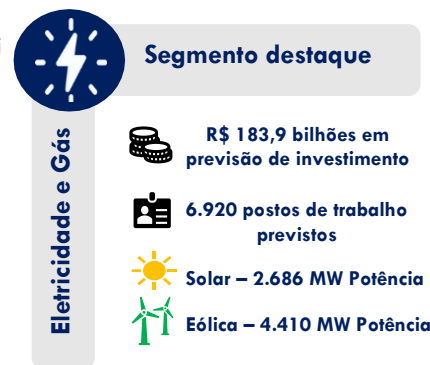 Segmento destaque
Eletricidade e Gás
R$ 183,9 bilhões em
previsão de investimento
6.920 postos de trabalho
previstos
Solar – 2.686 MW Potência
Eólica – 4.410 MW Potência